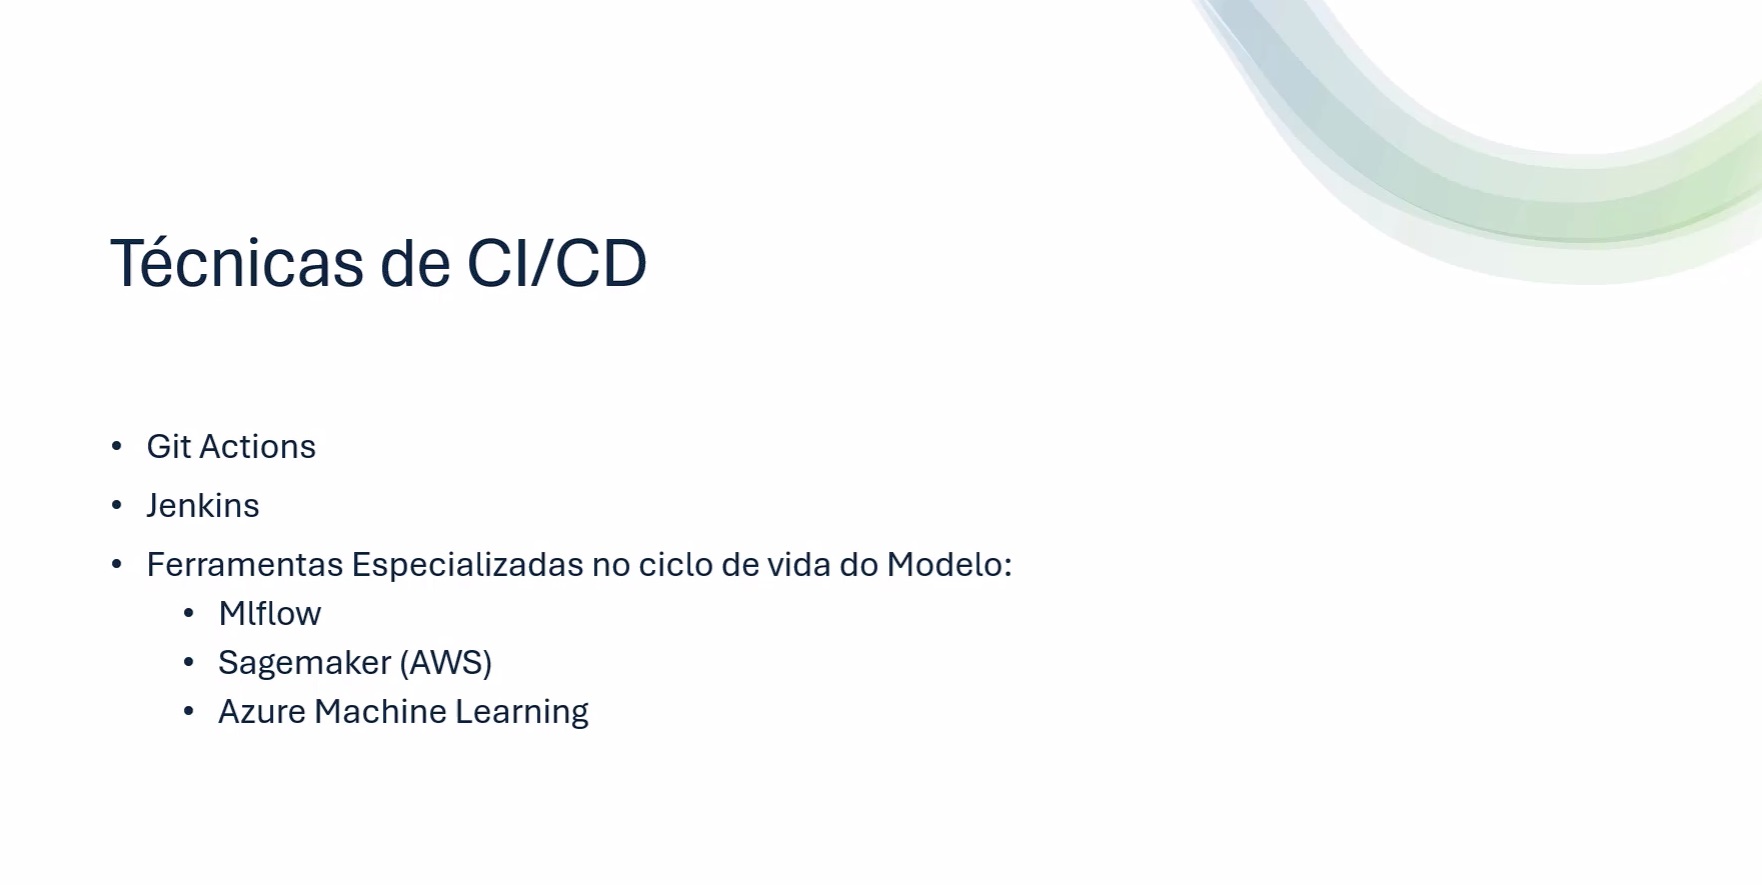 Técnicas de CI/CD
• Git Actions
• Jenkins
• Ferramentas Especializadas no ciclo de vida do Modelo:
• Mlflow
• Sagemaker (AWS)
• Azure Machine Learning